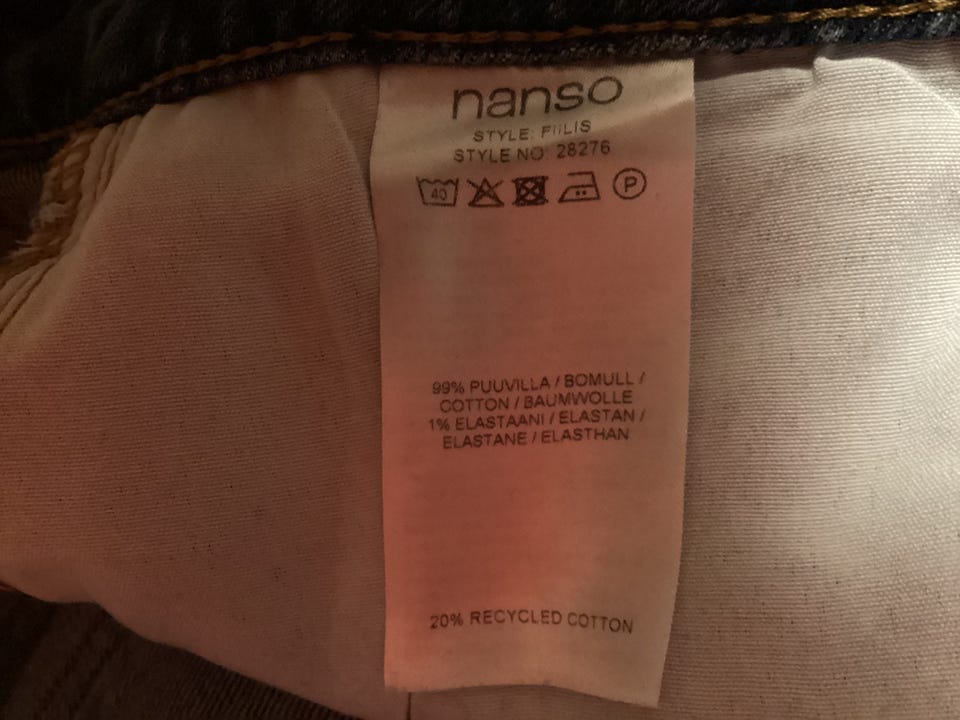 nanso
STYLE: FIILIS
STYLE NO: 28276
40 P
99% PUUVILLA / BOMULL /
COTTON / BAUMWOLLE
1% ELASTAANI / ELASTAN /
ELASTANE / ELASTHAN
20% RECYCLED COTTON